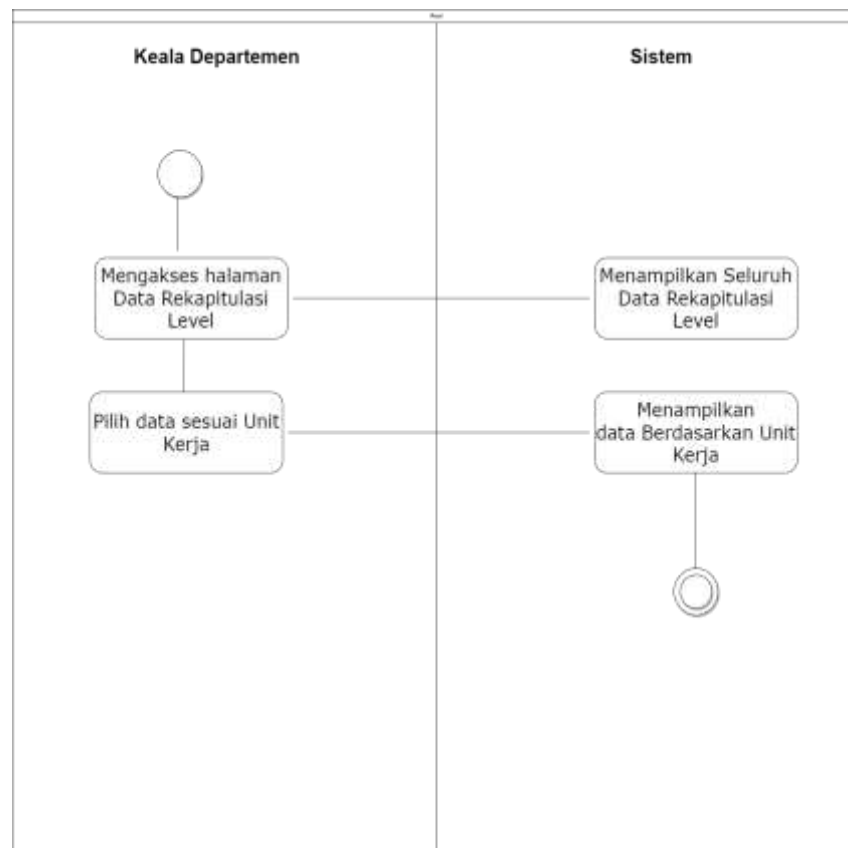 Keala Departemen
Sistem
Mengakses halaman
Data Rekapitulasi
Level
Menampilkan Seluruh
Data Rekapitulasi
Level
Pilih data sesuai Unit
Kerja
Menampilkan
data Berdasarkan Unit
Kerja